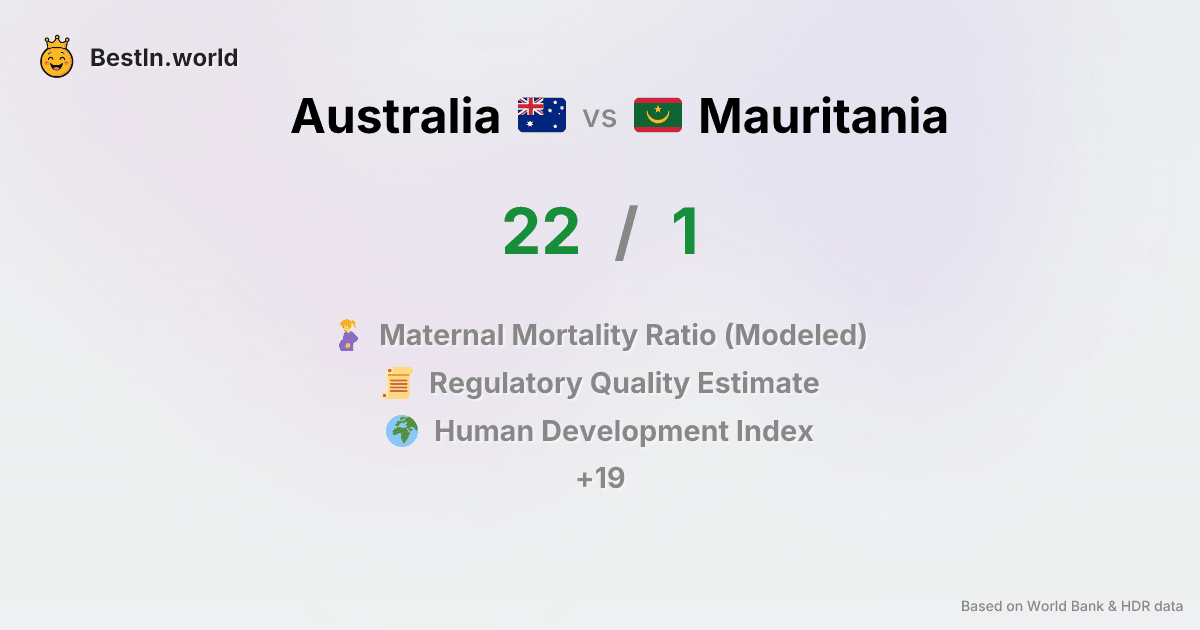 BestIn.world
Australia vs Mauritania
22 / 1
Maternal Mortality Ratio (Modeled)
Regulatory Quality Estimate
Human Development Index
+19
Based on World Bank & HDR data